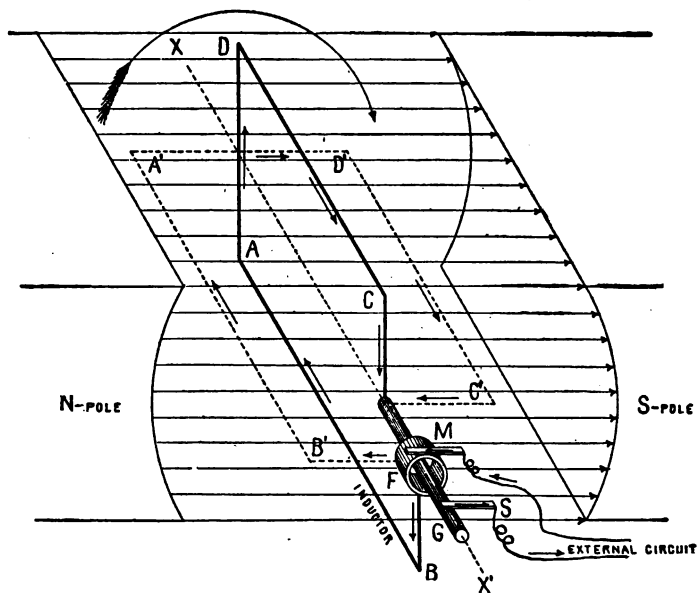 X
D
A'
D'
A
C
C'
N-POLE
S-POLE
M
B'
F
INDUCTOR
S
G
EXTERNAL CIRCUIT
B
X'